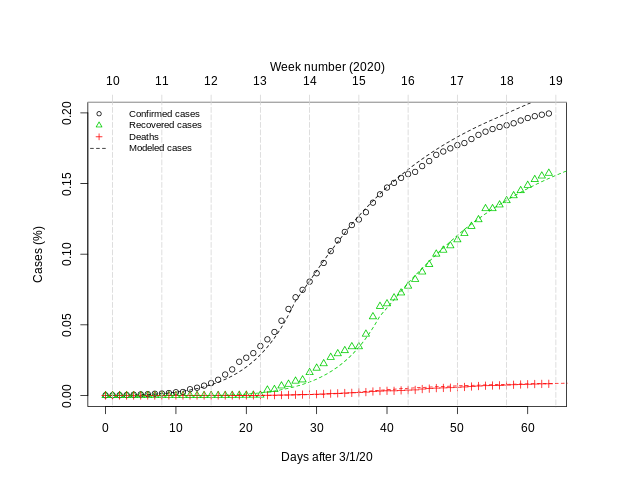 Week number (2020)
10 11 12 13 14 15 16 17 18 19
Confirmed cases
Recovered cases
Deaths
Modeled cases
Cases (%)
0.20
0.15
0.10
0.05
0.00
0 10 20 30 40 50 60
Days after 3/1/20